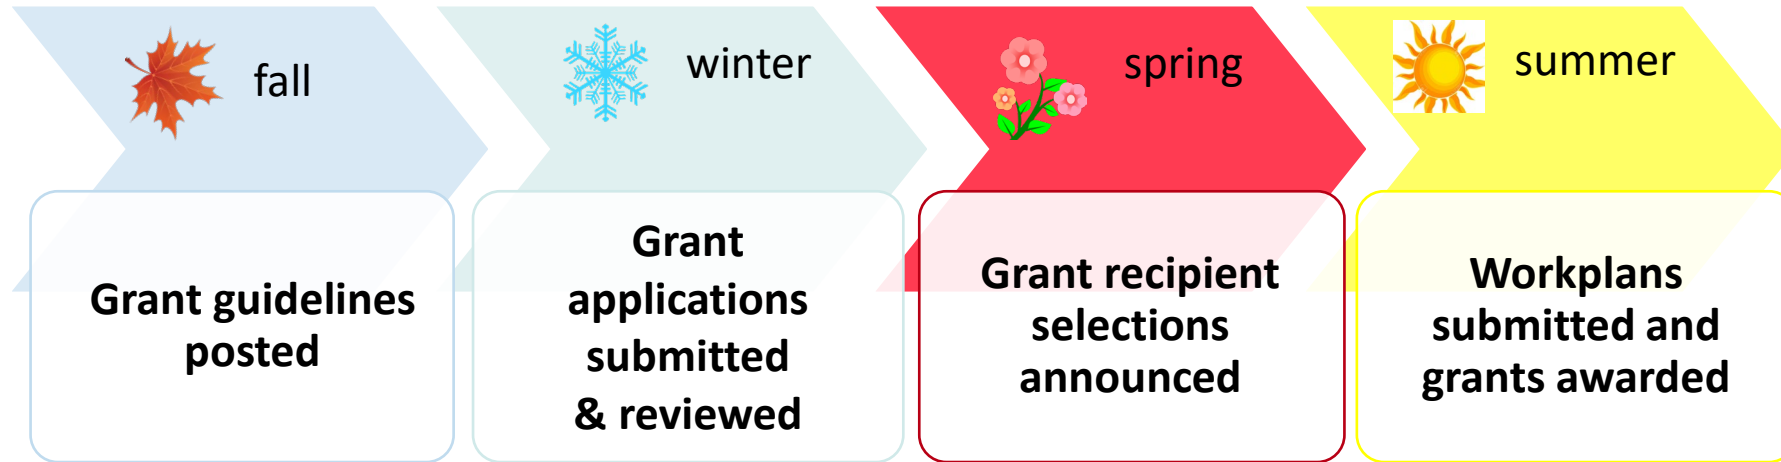 fall
Grant guidelines
posted
winter
Grant
applications
submitted
& reviewed
spring
Grant recipient
selections
announced
summer
Workplans
submitted and
grants awarded